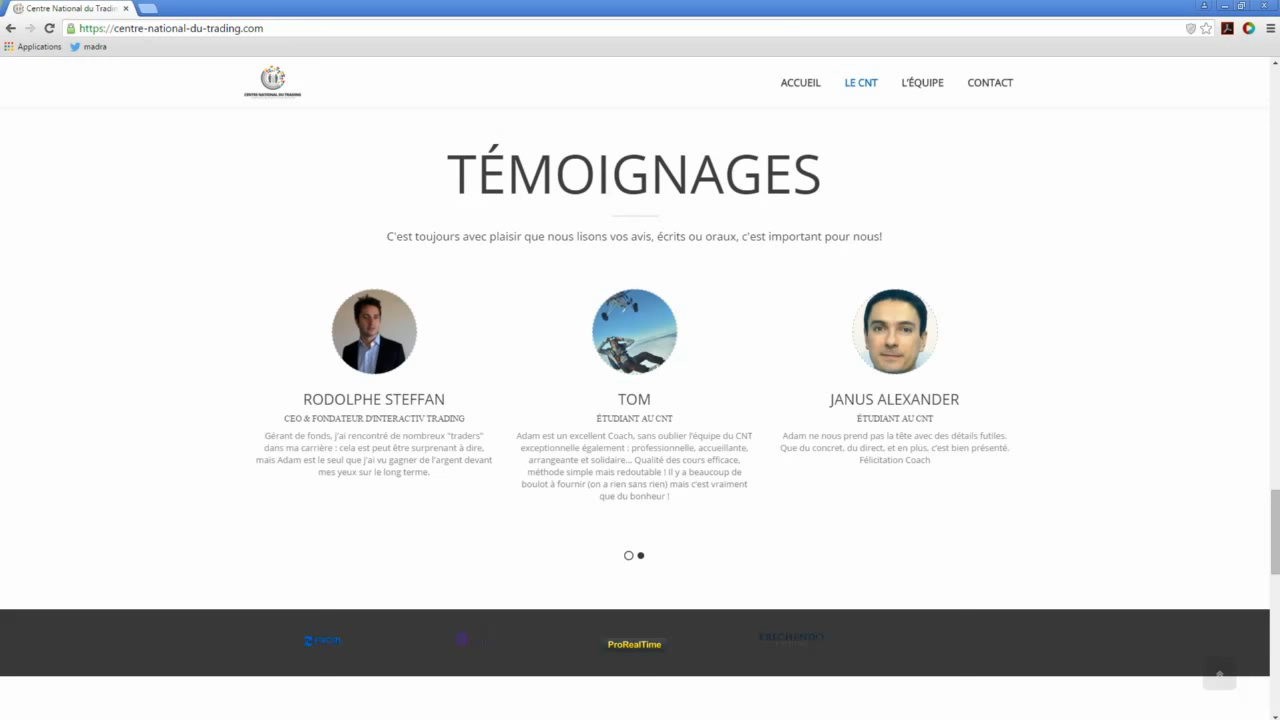 Centre National du Tradin
https://centre-national-du-trading.com
Applications
madra
CENTRE NATIONAL DU TRADING
ACCUEIL
LE CNT
L'ÉQUIPE
CONTACT
TÉMOIGNAGES
C'est toujours avec plaisir que nous lisons vos avis, écrits ou oraux, c'est important pour nous!
RODOLPHE STEFFAN
CEO & FONDATEUR D'INTERACTIV TRADING
Gérant de fonds, j'ai rencontré de nombreux "traders"
dans ma carrière : cela est peut être surprenant à dire,
mais Adam est le seul que j'ai vu gagner de l'argent devant
mes yeux sur le long terme.
TOM
ÉTUDIANT AU CNT
Adam est un excellent Coach, sans oublier l'équipe du CNT
exceptionnelle également : professionnelle, accueillante,
arrangeante et solidaire... Qualité des cours efficace,
méthode simple mais redoutable ! il y a beaucoup de
boulot à fournir (on a rien sans rien) mais c'est vraiment
que du bonheur !
JANUS ALEXANDER
ÉTUDIANT AU CNT
Adam ne nous prend pas la tête avec des détails futiles.
Que du concret, du direct, et en plus, c'est bien présenté.
Félicitation Coach
ProRealTime